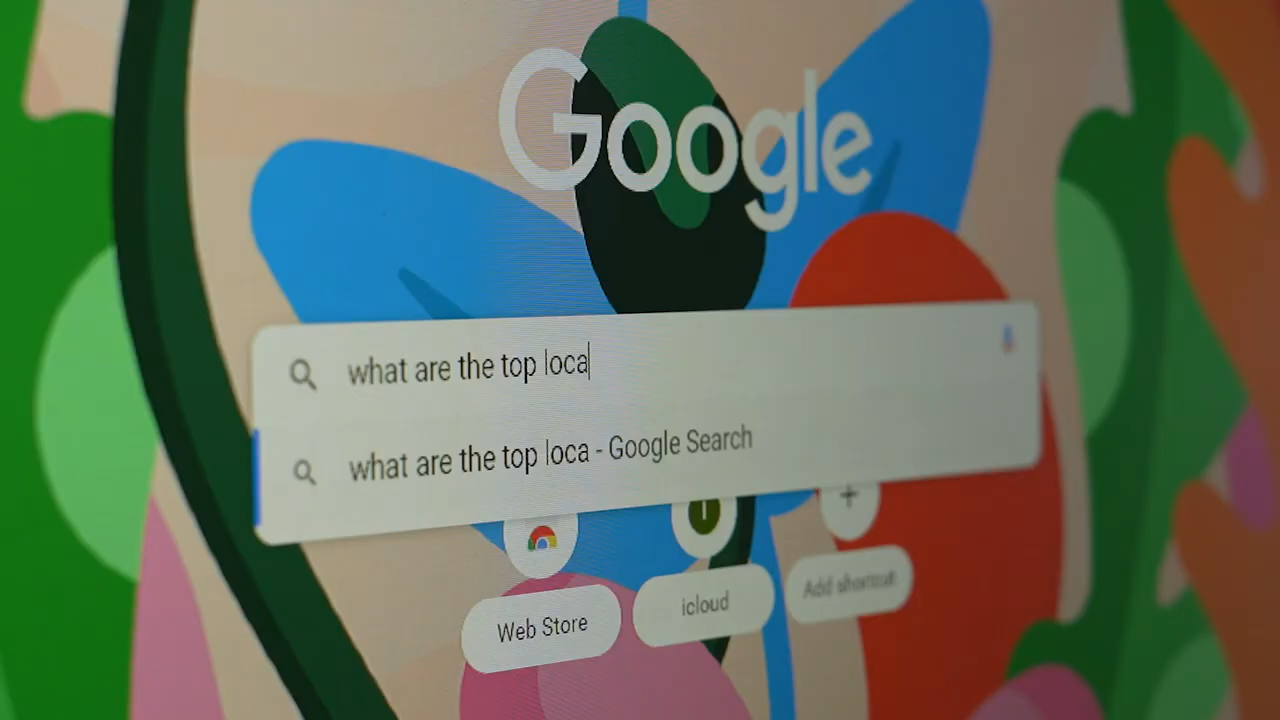 Google
what are the top loca
what are the top loca - Google Search
Web Store
icloud
Add shortcut